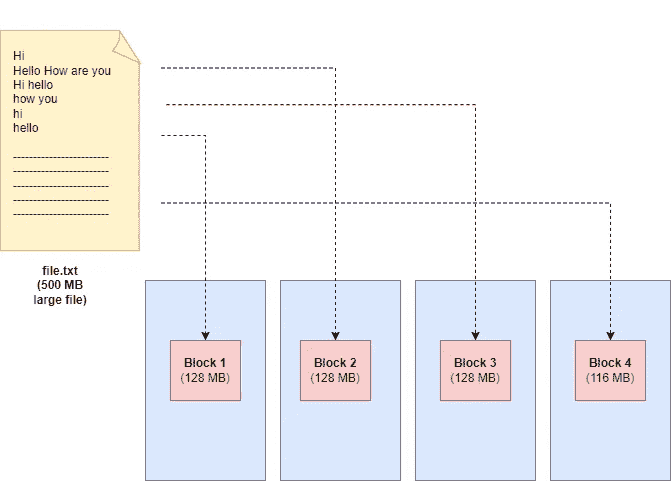 Hi
Hello How are you
Hi hello
how you
hi
hello
------------------------
------------------------
------------------------
------------------------
------------------------
file.txt
(500 MB
large file)
Block 1
(128 MB)
Block 2
(128 MB)
Block 3
(128 MB)
Block 4
(116 MB)